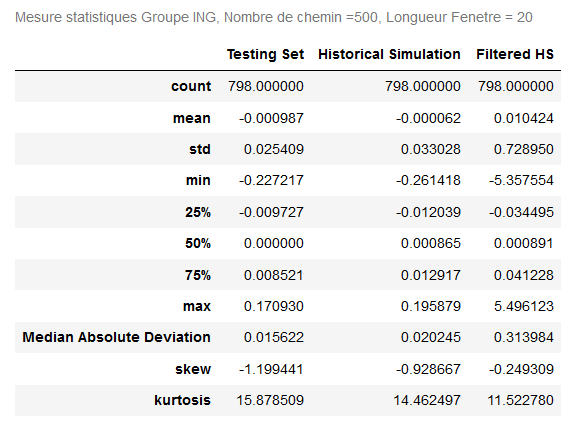 Mesure statistiques Groupe ING, Nombre de chemin =500, Longueur Fenetre = 20
Testing Set Historical Simulation Filtered HS
count 798.000000 798.000000 798.000000
mean -0.000987 -0.000062 0.010424
std 0.025409 0.033028 0.728950
min -0.227217 -0.261418 -5.357554
25% -0.009727 -0.012039 -0.034495
50% 0.000000 0.000865 0.000891
75% 0.008521 0.012917 0.041228
max 0.170930 0.195879 5.496123
Median Absolute Deviation 0.015622 0.020245 0.313984
skew -1.199441 -0.928667 -0.249309
kurtosis 15.878509 14.462497 11.522780